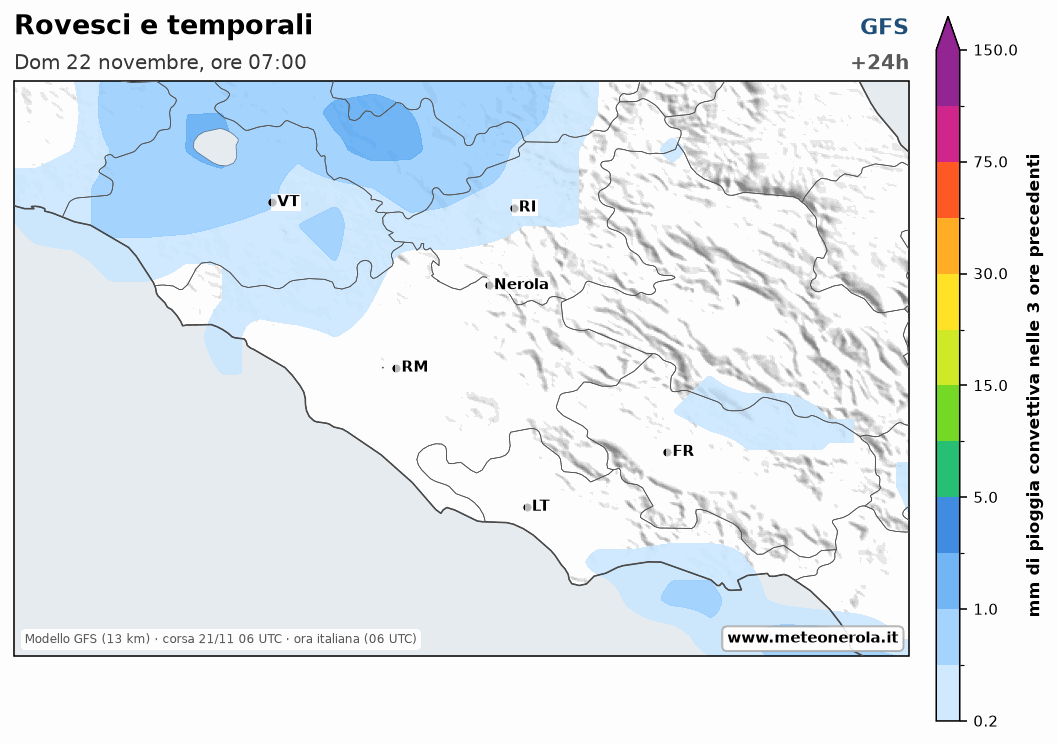 Rovesci e temporali
GFS
Dom 22 novembre, ore 07:00
+24h
150.0
75.0
30.0
15.0
5.0
1.0
0.2
mm di pioggia convettiva nelle 3 ore precedenti
VT
RI
Nerola
RM
FR
LT
Modello GFS (13 km) · corsa 21/11 06 UTC · ora italiana (06 UTC)
www.meteonerola.it